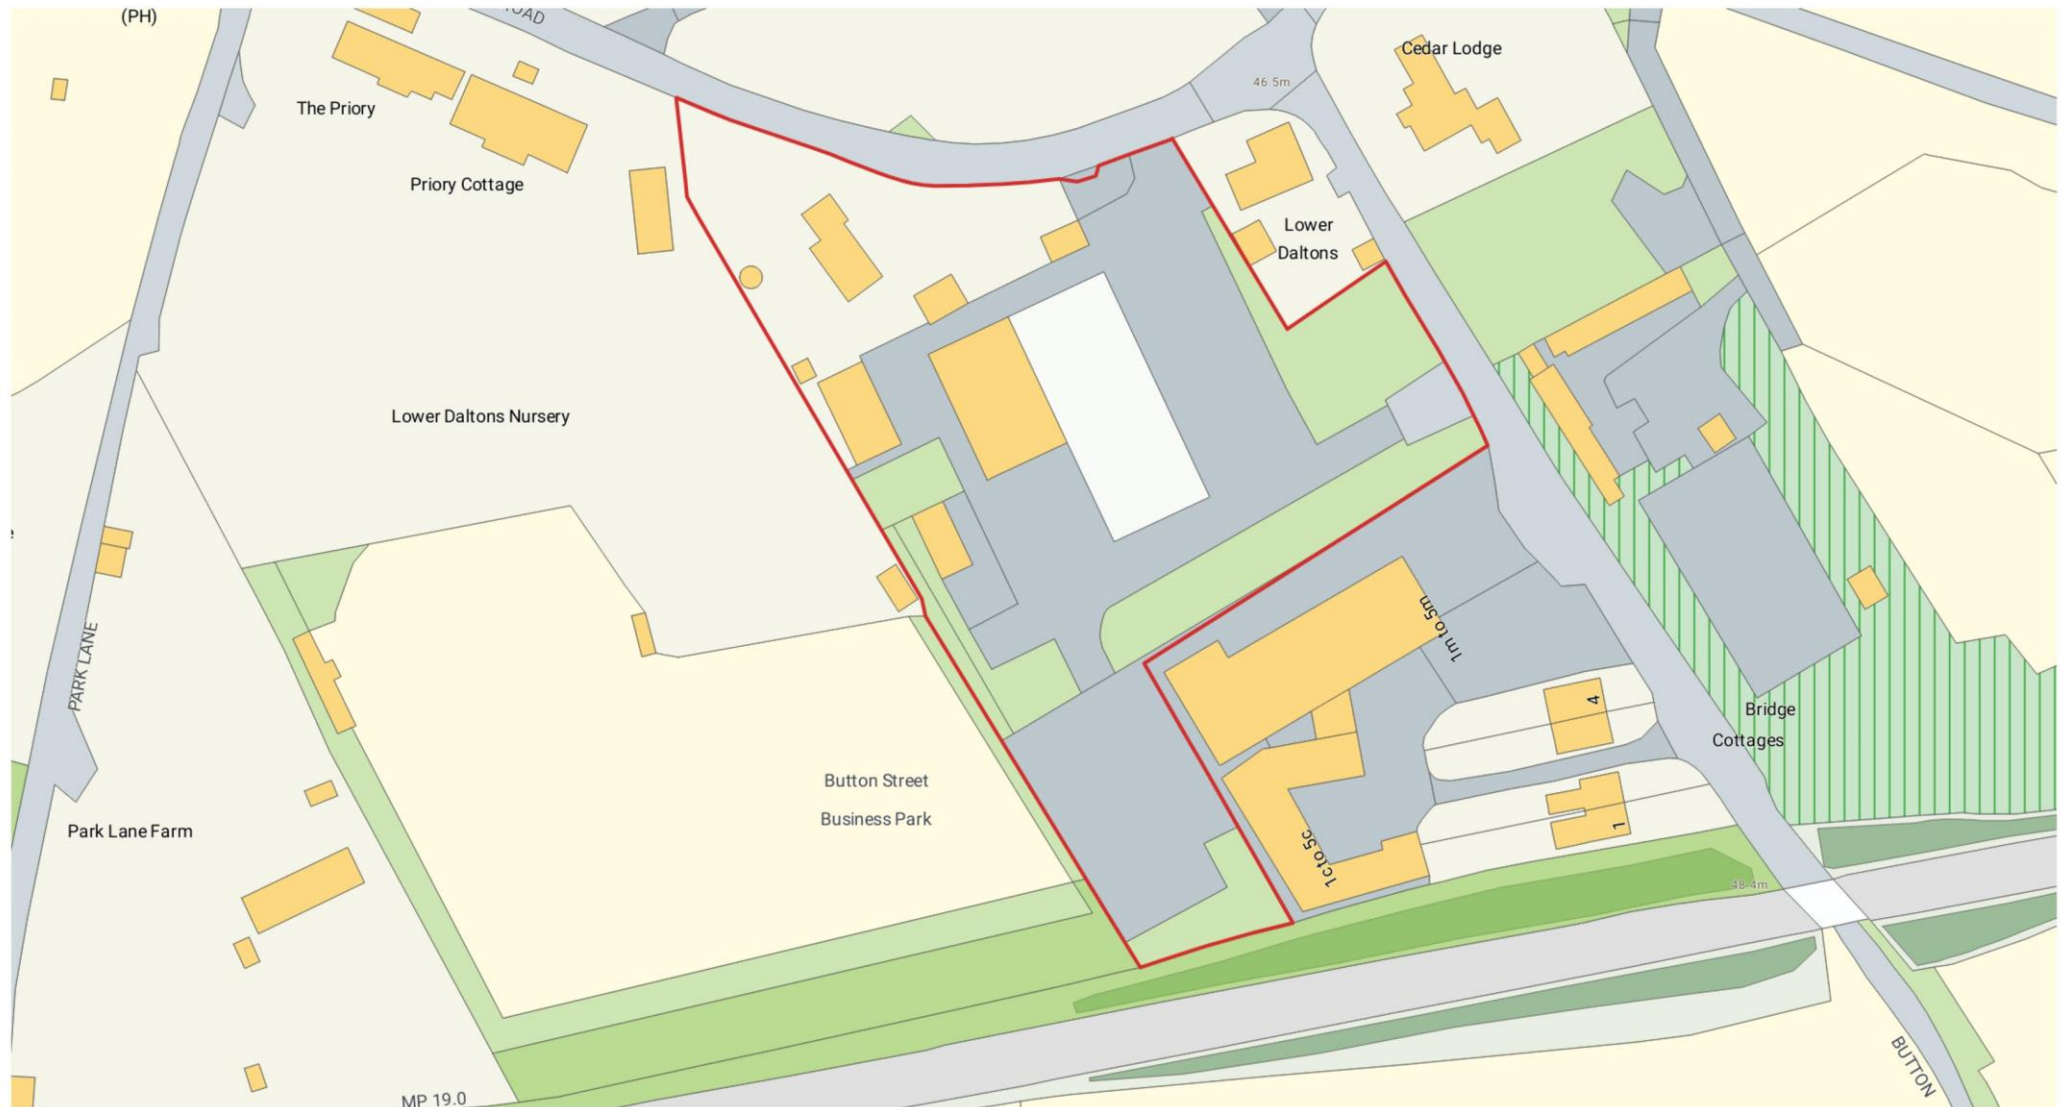 (PH)
OAD
Cedar Lodge
46.5m
The Priory
Priory Cottage
Lower
Daltons
Lower Daltons Nursery
1m to 5m
PARK LANE
4
Bridge
Cottages
Button Street
Business Park
Park Lane Farm
1
1c to 5c
48.4m
BUTTON
MP 19.0